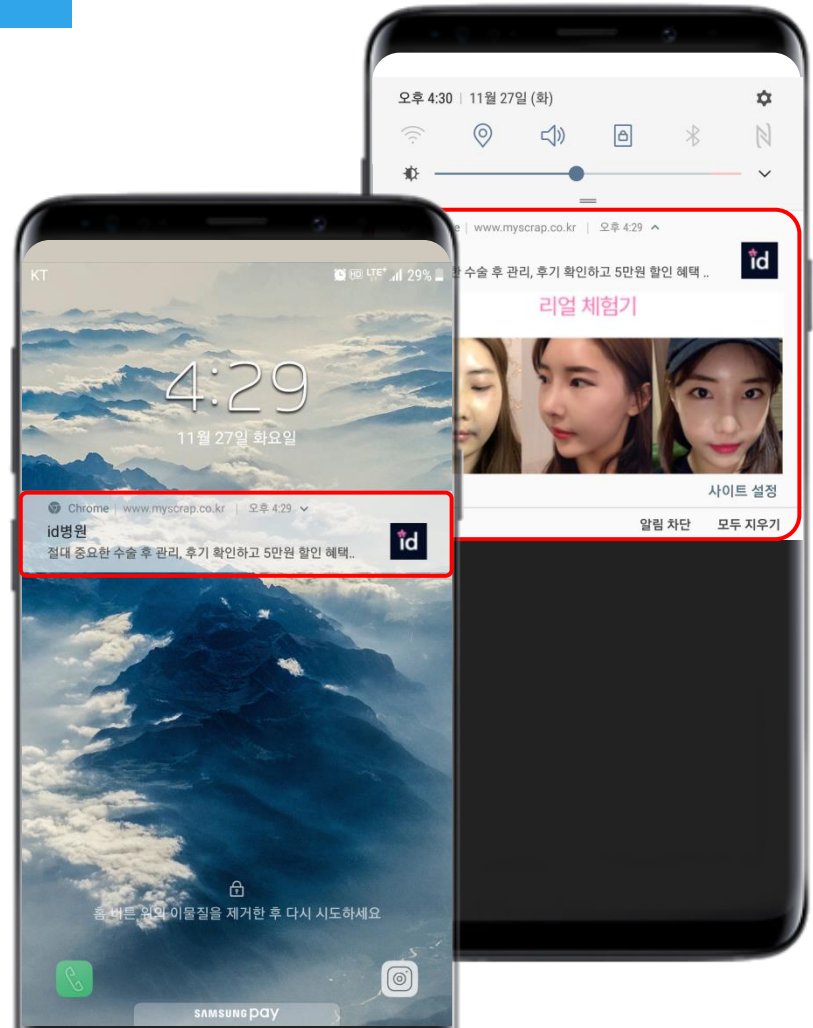 오후 4:30 | 11월 27일 (화)
www.myscrap.co.kr | 오후 4:29
수술 후 관리, 후기 확인하고 5만원 할인 혜택 ..
id
리얼 체험기
사이트 설정
알림 차단 모두 지우기
KT HD LTE+ 29%
4:29
11월 27일 화요일
Chrome | www.myscrap.co.kr | 오후 4:29
id병원
절대 중요한 수술 후 관리, 후기 확인하고 5만원 할인 혜택..
id
홈 버튼 위의 이물질을 제거한 후 다시 시도하세요
SAMSUNG pay